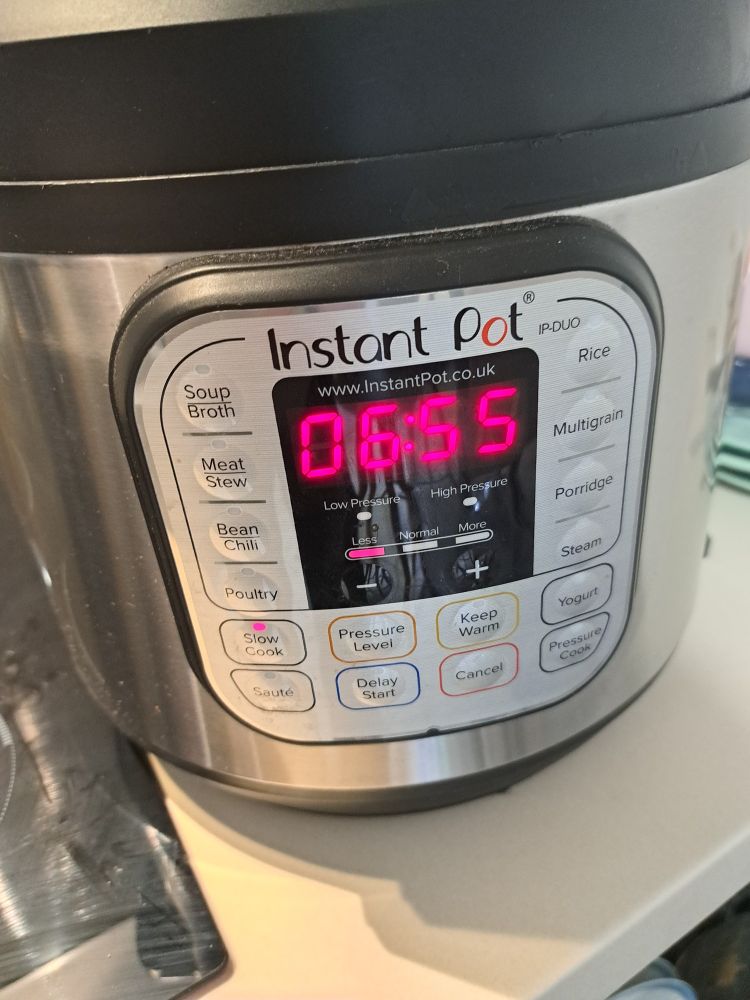 Instant Pot® IP-DUO
www.InstantPot.co.uk
06:55
Low Pressure High Pressure
Less Normal More
− +
Soup
Broth
Meat
Stew
Bean
Chili
Poultry
Slow
Cook
Sauté
Pressure
Level
Delay
Start
Keep
Warm
Cancel
Rice
Multigrain
Porridge
Steam
Yogurt
Pressure
Cook